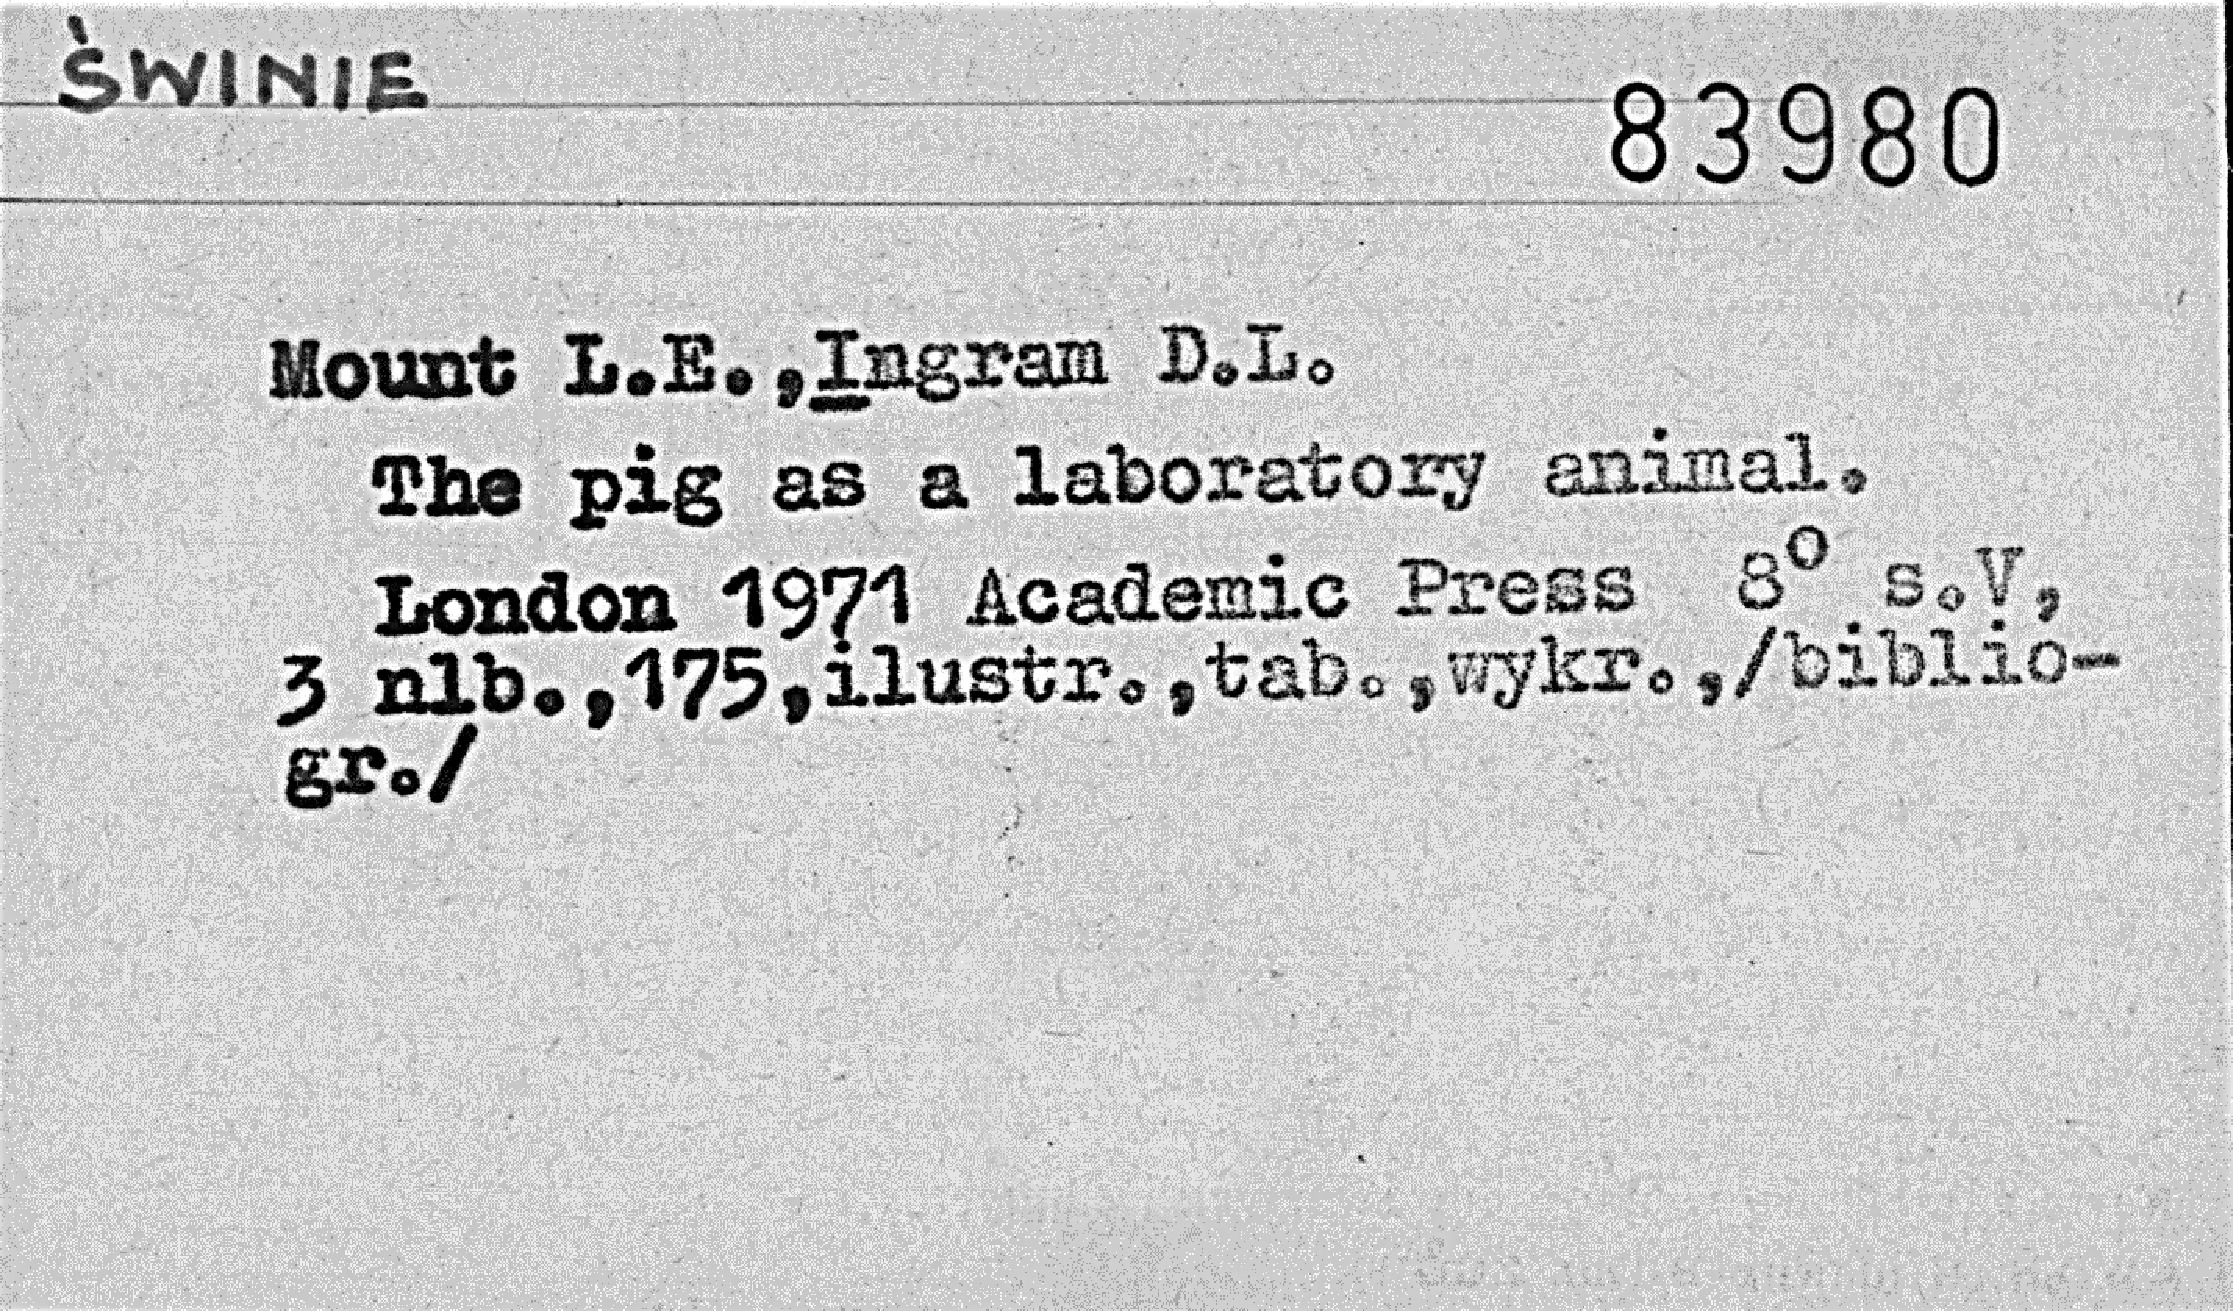 ŚWINIE
83980
Mount L.E.,Ingram D.L.
The pig as a laboratory animal.
London 1971 Academic Press 8° s.V,
3 nlb.,175,ilustr.,tab.,wykr.,/biblio-
gr./